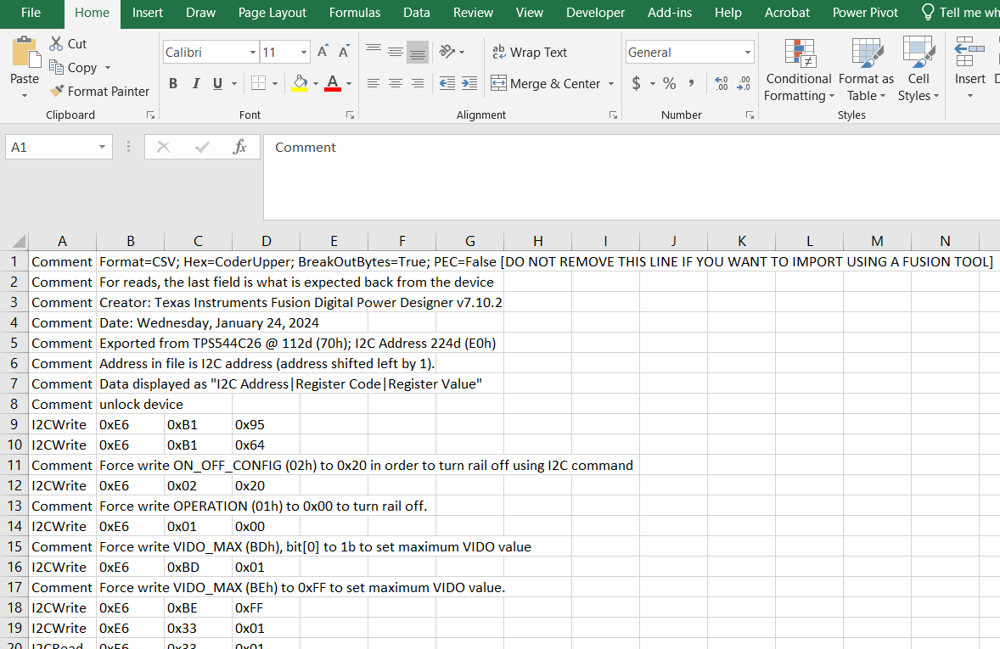 File Home Insert Draw Page Layout Formulas Data Review View Developer Add-ins Help Acrobat Power Pivot Tell me wh
Paste
Cut
Copy
Format Painter
Clipboard
Calibri 11 A A
B I U A
Font
ab c Wrap Text
Merge & Center
Alignment
General
$ % , .00 .00
Number
Conditional Formatting
Format as Table
Cell Styles
Styles
Insert
A1 fx Comment
A B C D E F G H I J K L M N
1 Comment Format=CSV; Hex=CoderUpper; BreakOutBytes=True; PEC=False [DO NOT REMOVE THIS LINE IF YOU WANT TO IMPORT USING A FUSION TOOL]
2 Comment For reads, the last field is what is expected back from the device
3 Comment Creator: Texas Instruments Fusion Digital Power Designer v7.10.2
4 Comment Date: Wednesday, January 24, 2024
5 Comment Exported from TPS544C26 @ 112d (70h); I2C Address 224d (E0h)
6 Comment Address in file is I2C address (address shifted left by 1).
7 Comment Data displayed as "I2C Address|Register Code|Register Value"
8 Comment unlock device
9 I2CWrite 0xE6 0xB1 0x95
10 I2CWrite 0xE6 0xB1 0x64
11 Comment Force write ON_OFF_CONFIG (02h) to 0x20 in order to turn rail off using I2C command
12 I2CWrite 0xE6 0x02 0x20
13 Comment Force write OPERATION (01h) to 0x00 to turn rail off.
14 I2CWrite 0xE6 0x01 0x00
15 Comment Force write VIDO_MAX (BDh), bit[0] to 1b to set maximum VIDO value
16 I2CWrite 0xE6 0xBD 0x01
17 Comment Force write VIDO_MAX (BEh) to 0xFF to set maximum VIDO value.
18 I2CWrite 0xE6 0xBE 0xFF
19 I2CWrite 0xE6 0x33 0x01
20 I2CRead 0xE6 0x33 0x01